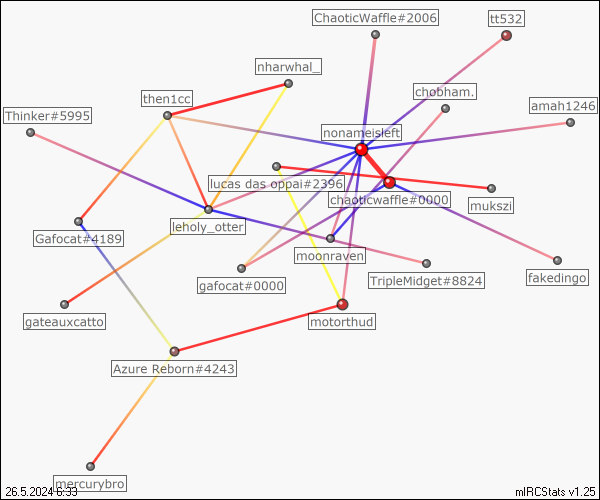 ChaoticWaffle#2006
tt532
nharwhal_
chobham.
then1cc
amah1246
Thinker#5995
nonameisleft
lucas das oppai#2396
chaoticwaffle#0000
mukszi
leholy_otter
Gafocat#4189
moonraven
gafocat#0000
TripleMidget#8824
fakedingo
gateauxcatto
motorthud
Azure Reborn#4243
mercurybro
26.5.2024 6:33
mIRCStats v1.25